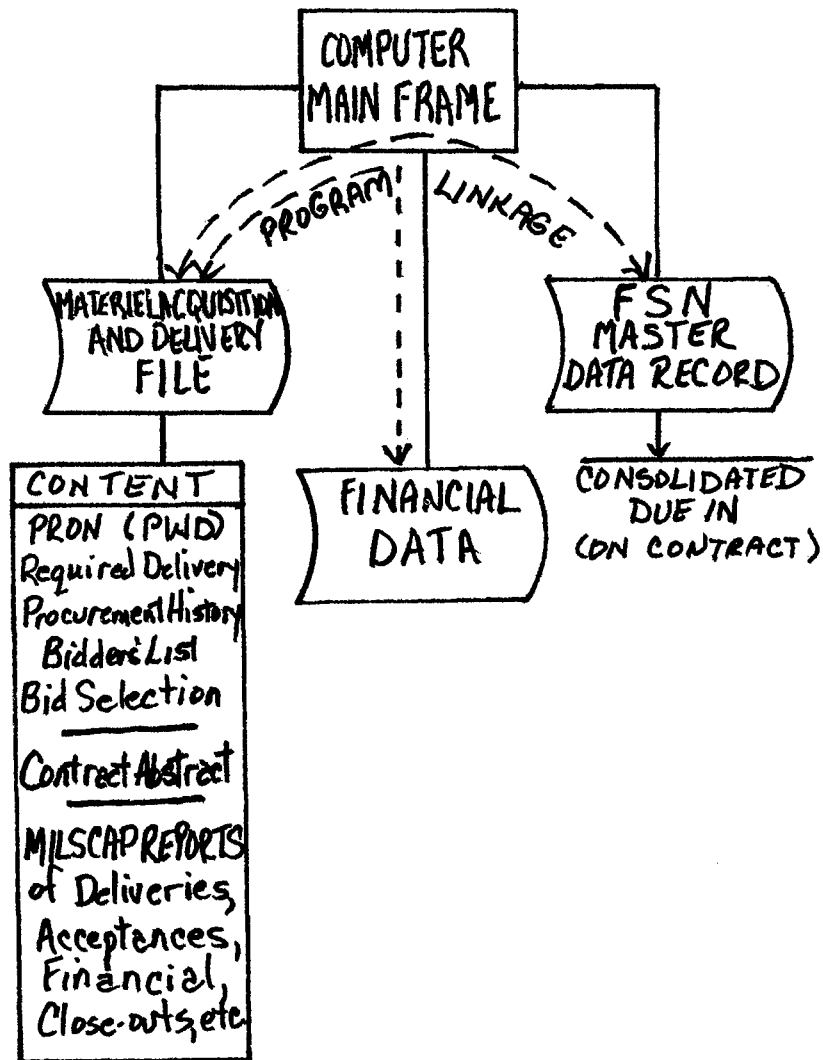 COMPUTER
MAIN FRAME
PROGRAM
LINKAGE
MATERIEL ACQUISITION
AND DELIVERY
FILE
FSN
MASTER
DATA RECORD
FINANCIAL
DATA
CONSOLIDATED
DUE IN
(ON CONTRACT)
CONTENT
PRON (PWD)
Required Delivery
Procurement History
Bidders' List
Bid Selection
Contract Abstract
MILSCAP REPORTS
of Deliveries,
Acceptances,
Financial,
Close-outs, etc